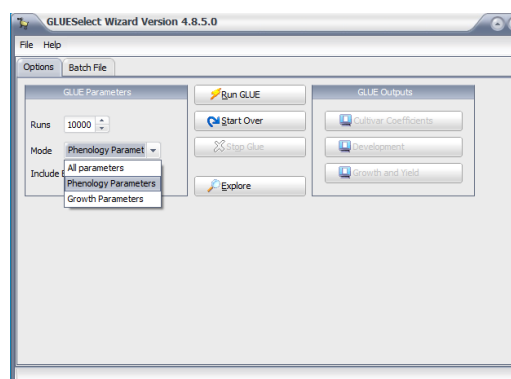 GLUESelect Wizard Version 4.8.5.0
File Help
Options Batch File
GLUE Parameters
Runs 10000
Mode Phenology Paramet
All parameters
Phenology Parameters
Growth Parameters
Include
Run GLUE
Start Over
Stop Glue
Explore
GLUE Outputs
Cultivar Coefficients
Development
Growth and Yield